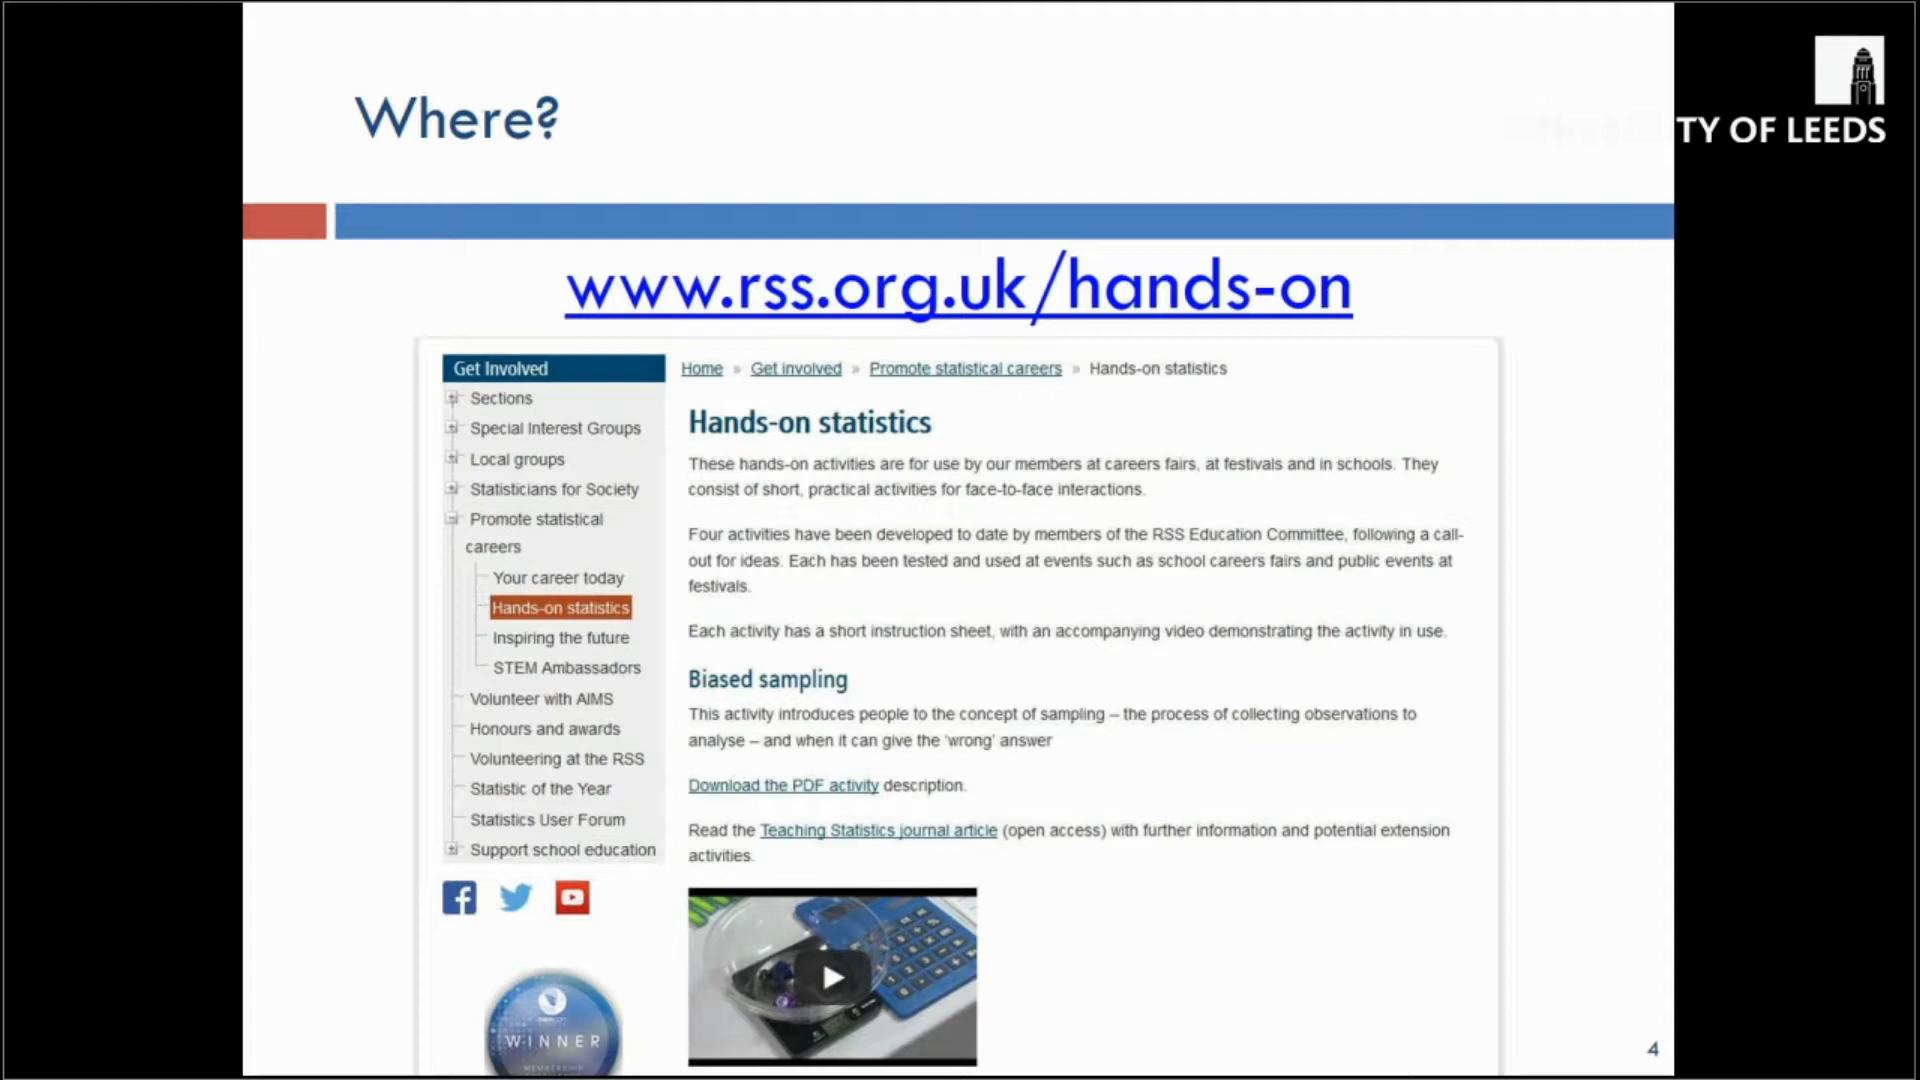 Where?
TY OF LEEDS
www.rss.org.uk/hands-on
Get Involved
Sections
Special Interest Groups
Local groups
Statisticians for Society
Promote statistical
careers
Your career today
Hands-on statistics
Inspiring the future
STEM Ambassadors
Volunteer with AIMS
Honours and awards
Volunteering at the RSS
Statistic of the Year
Statistics User Forum
Support school education
WINNER
Home » Get involved » Promote statistical careers » Hands-on statistics
Hands-on statistics
These hands-on activities are for use by our members at careers fairs, at festivals and in schools. They
consist of short, practical activities for face-to-face interactions.
Four activities have been developed to date by members of the RSS Education Committee, following a call-
out for ideas. Each has been tested and used at events such as school careers fairs and public events at
festivals.
Each activity has a short instruction sheet, with an accompanying video demonstrating the activity in use.
Biased sampling
This activity introduces people to the concept of sampling – the process of collecting observations to
analyse – and when it can give the ‘wrong’ answer
Download the PDF activity description.
Read the Teaching Statistics journal article (open access) with further information and potential extension
activities.
4